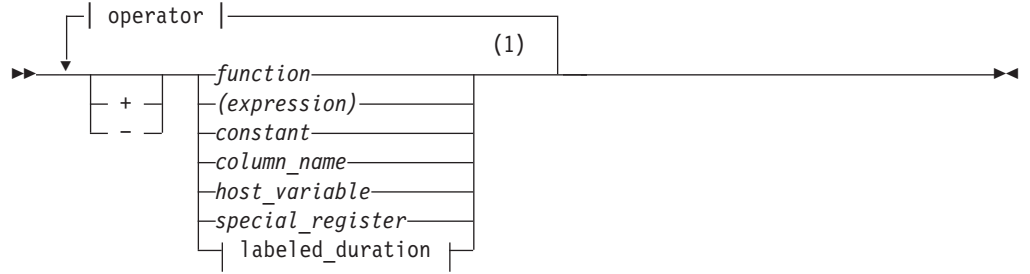 operator
(1)
function
+ (expression)
− constant
column_name
host_variable
special_register
labeled_duration